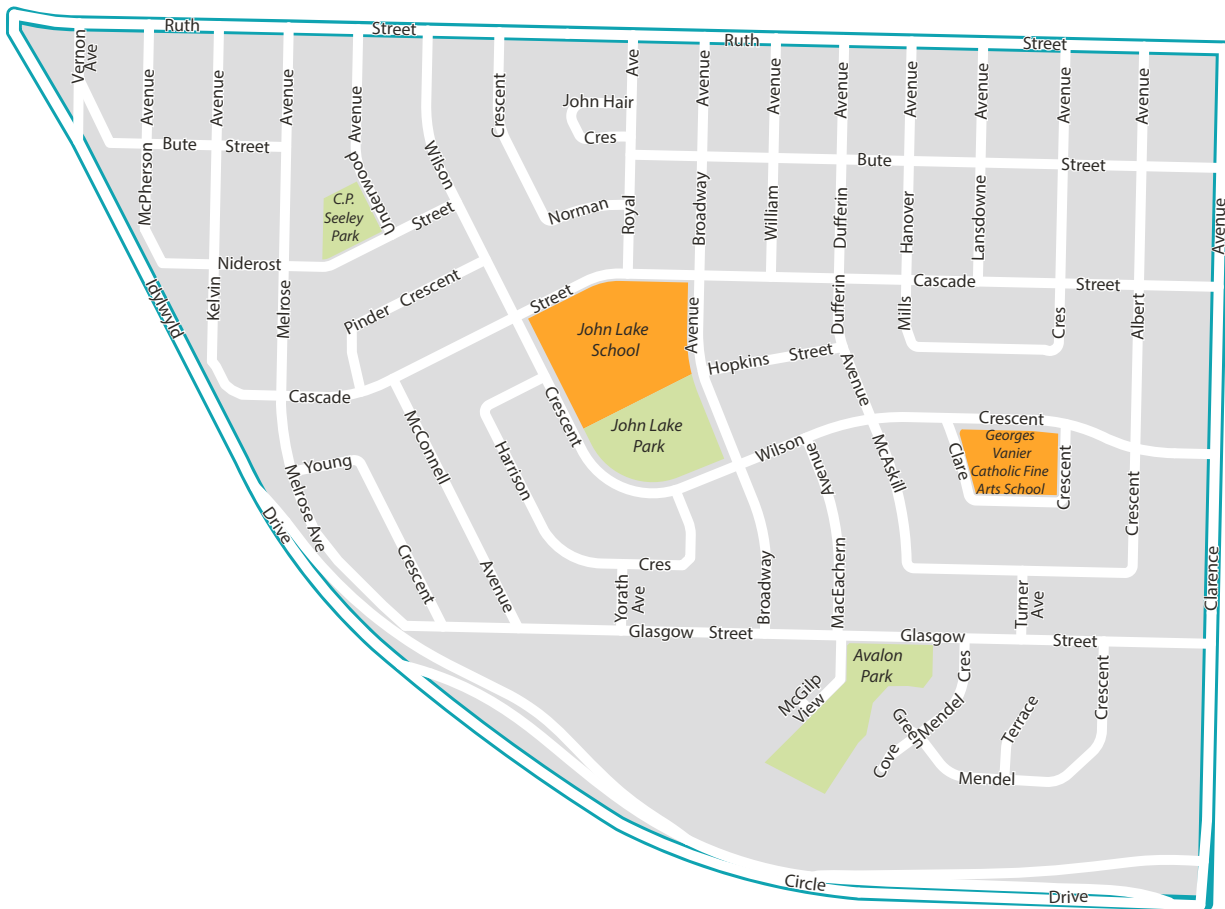 Ruth
Street
Ruth
Street
Vernon
Ave
Avenue
Avenue
Avenue
Avenue
Crescent
Ave
Avenue
Avenue
Avenue
Avenue
Avenue
Avenue
Avenue
John Hair
Cres
Bute
Street
Bute
Street
McPherson
Underwood
Wilson
C.P.
Seeley
Park
Street
Norman
Royal
Broadway
William
Dufferin
Hanover
Lansdowne
Avenue
Niderost
Idylwyld
Kelvin
Melrose
Pinder Crescent
Street
Cascade
Street
John Lake
School
Avenue
Dufferin
Mills
Cres
Albert
Hopkins
Street
Cascade
Crescent
Avenue
John Lake
Park
McConnell
Harrison
Wilson
Crescent
Avenue
McAskill
Clare
Georges
Vanier
Catholic Fine
Arts School
Crescent
Crescent
Young
Melrose Ave
Drive
Crescent
Avenue
Cres
Yorath
Ave
Broadway
MacEachern
Turner
Ave
Clarence
Glasgow
Street
Glasgow
Street
Avalon
Park
McGilp
View
Cres
Mendel
Green
Cove
Terrace
Crescent
Mendel
Circle
Drive